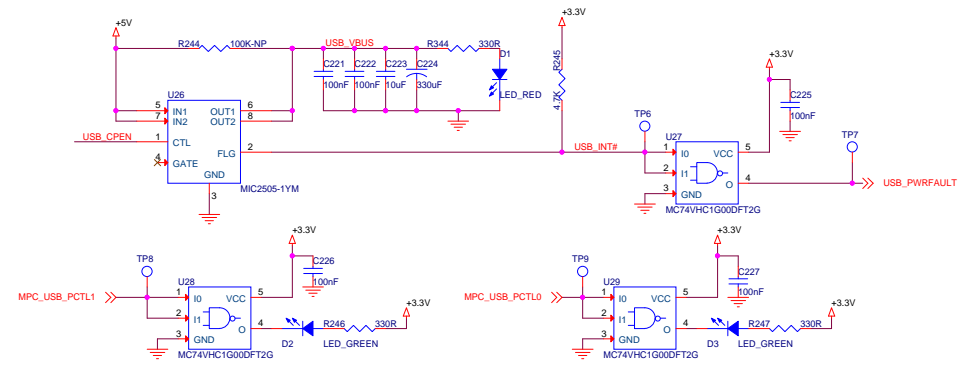 +5V
R244 100K-NP
USB_VBUS
R344 330R
+3.3V
C221 100nF
C222 100nF
C223 10uF
C224 330uF
D1
LED_RED
R245
4.7K
+3.3V
C225
100nF
U26
5 IN1 OUT1 6
7 IN2 OUT2 8
USB_CPEN 1 CTL
FLG 2
4 GATE
GND
3
MIC2505-1YM
USB_INT#
TP6
U27
1 I0 VCC 5
2 I1
O 4
3 GND
MC74VHC1G00DFT2G
TP7
USB_PWRFAULT
+3.3V
C226
100nF
TP8
MPC_USB_PCTL1
U28
1 I0 VCC 5
2 I1
O 4
3 GND
MC74VHC1G00DFT2G
D2
LED_GREEN
R246 330R
+3.3V
+3.3V
C227
100nF
TP9
MPC_USB_PCTL0
U29
1 I0 VCC 5
2 I1
O 4
3 GND
MC74VHC1G00DFT2G
D3
LED_GREEN
R247 330R
+3.3V